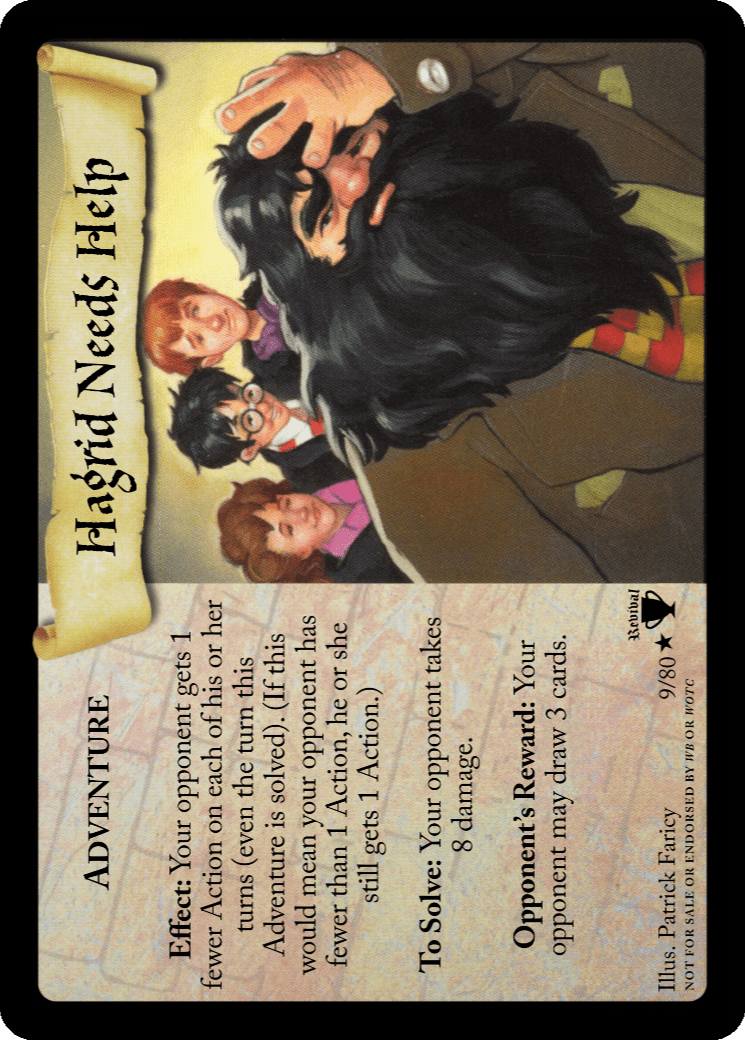 Hagrid Needs Help
ADVENTURE
Effect: Your opponent gets 1
fewer Action on each of his or her
turns (even the turn this
Adventure is solved). (If this
would mean your opponent has
fewer than 1 Action, he or she
still gets 1 Action.)
To Solve: Your opponent takes
8 damage.
Opponent's Reward: Your
opponent may draw 3 cards.
Revival
Illus. Patrick Faricy 9/80 ★
NOT FOR SALE OR ENDORSED BY WB OR WOTC